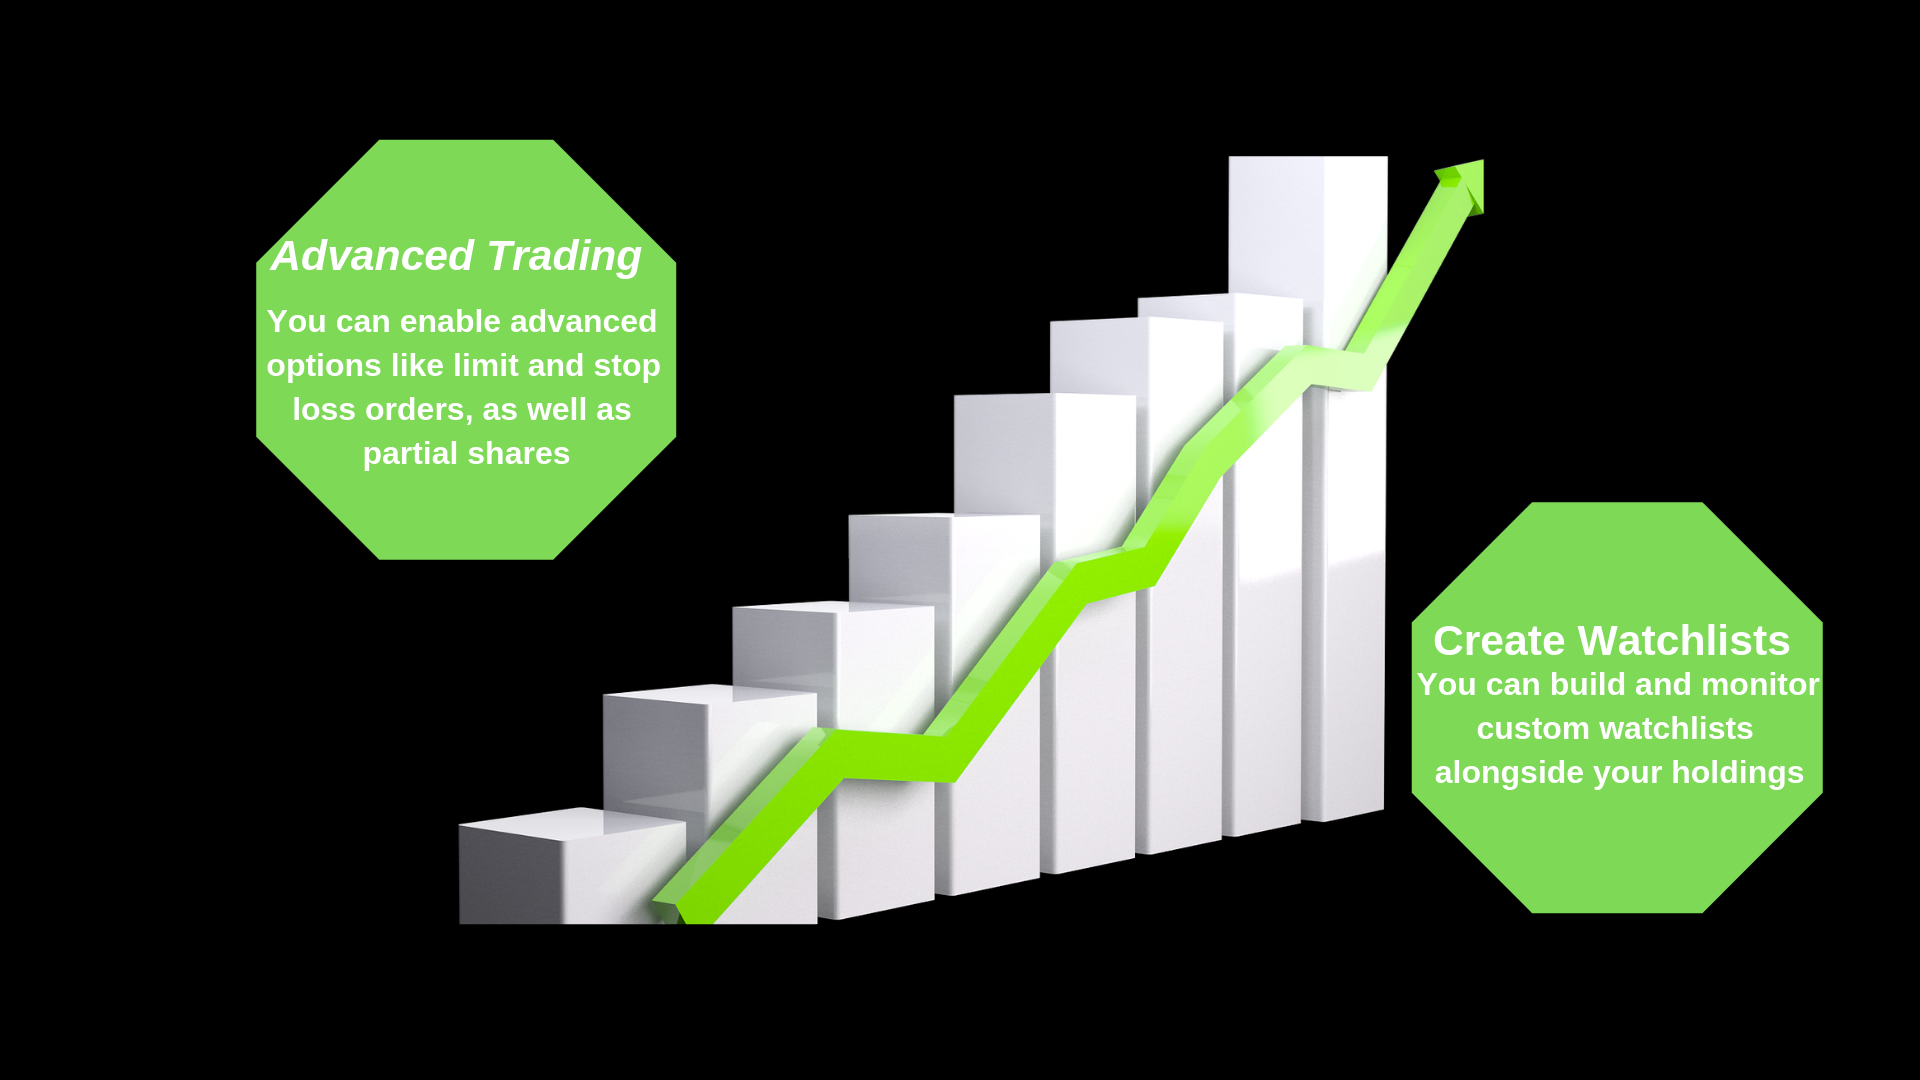 Advanced Trading
You can enable advanced
options like limit and stop
loss orders, as well as
partial shares
Create Watchlists
You can build and monitor
custom watchlists
alongside your holdings